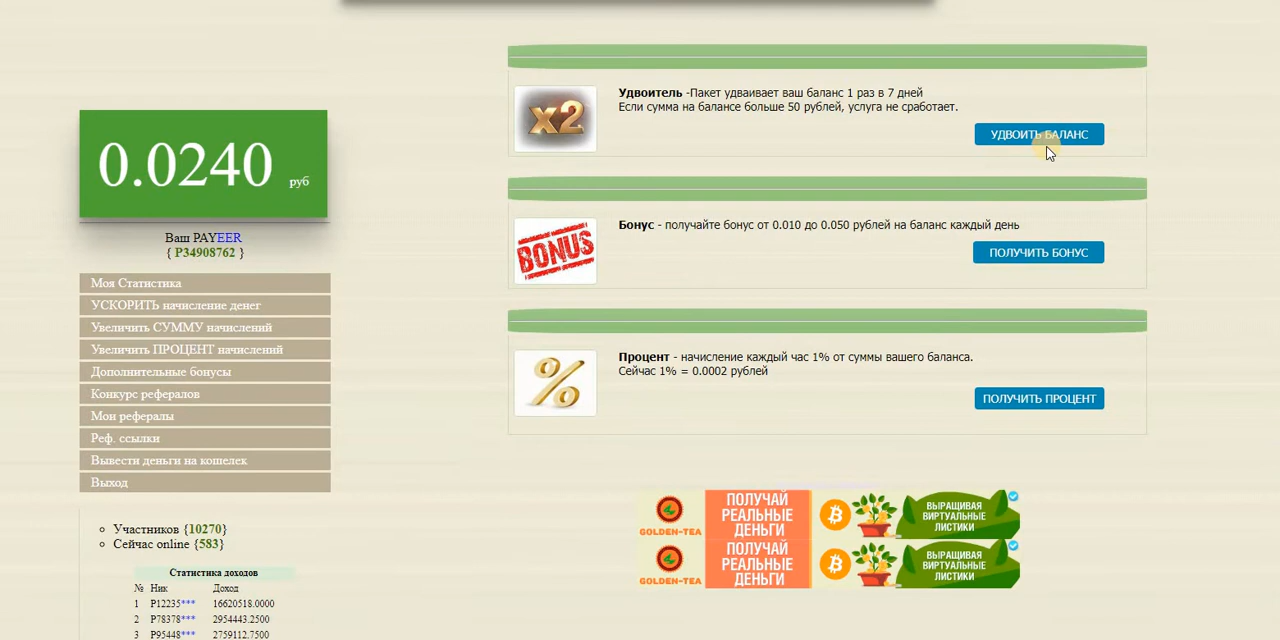 0.0240 руб
Ваш PAYEER
{ P34908762 }
Моя Статистика
УСКОРИТЬ начисление денег
Увеличить СУММУ начислений
Увеличить ПРОЦЕНТ начислений
Дополнительные бонусы
Конкурс рефералов
Мои рефералы
Реф. ссылки
Вывести деньги на кошелек
Выход
Участников {10270}
Сейчас online {583}
Статистика доходов
№ Ник Доход
1 P12235*** 16620518.0000
2 P78378*** 2954443.2500
3 P95448*** 2759112.7500
x2
Удвоитель -Пакет удваивает ваш баланс 1 раз в 7 дней
Если сумма на балансе больше 50 рублей, услуга не сработает.
УДВОИТЬ БАЛАНС
BONUS
Бонус - получайте бонус от 0.010 до 0.050 рублей на баланс каждый день
ПОЛУЧИТЬ БОНУС
%
Процент - начисление каждый час 1% от суммы вашего баланса.
Сейчас 1% = 0.0002 рублей
ПОЛУЧИТЬ ПРОЦЕНТ
GOLDEN-TEA
ПОЛУЧАЙ
РЕАЛЬНЫЕ
ДЕНЬГИ
ВЫРАЩИВАЯ
ВИРТУАЛЬНЫЕ
ЛИСТИКИ
GOLDEN-TEA
ПОЛУЧАЙ
РЕАЛЬНЫЕ
ДЕНЬГИ
ВЫРАЩИВАЯ
ВИРТУАЛЬНЫЕ
ЛИСТИКИ